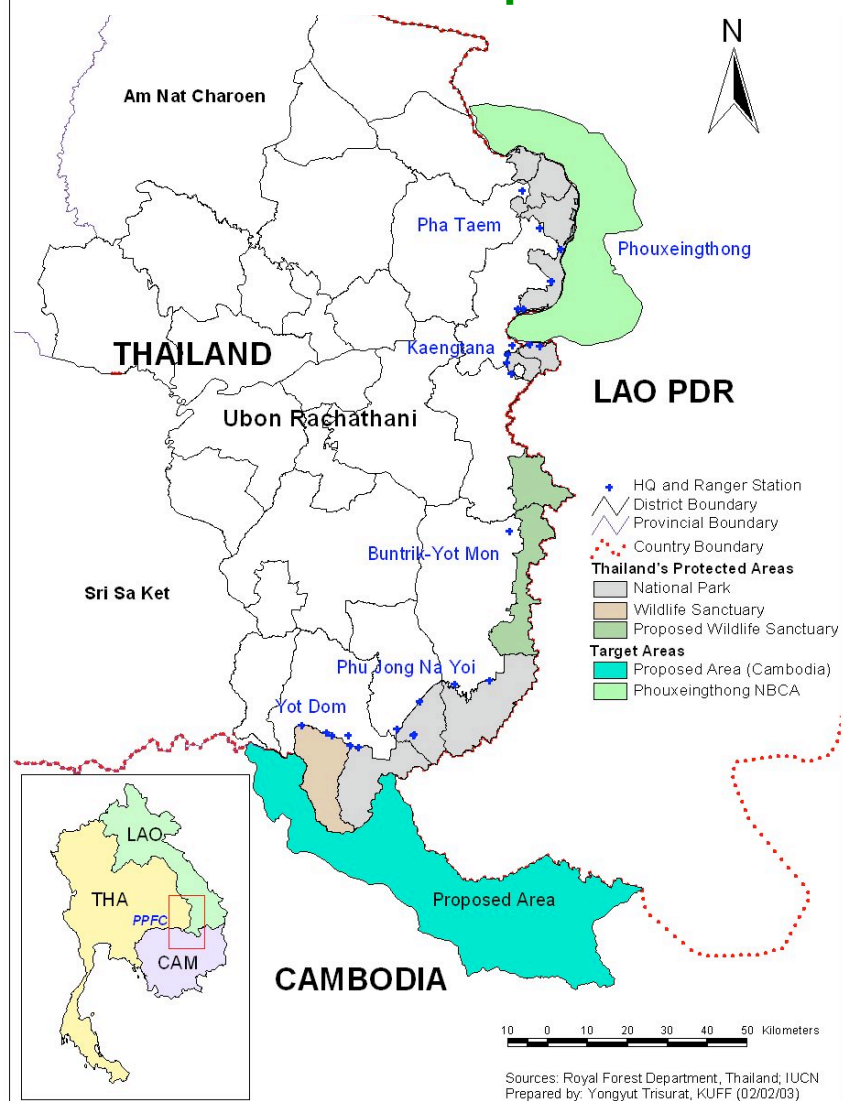 N
Am Nat Charoen
Pha Taem
Phouxeingthong
THAILAND
Kaengtana
LAO PDR
Ubon Rachathani
HQ and Ranger Station
District Boundary
Provincial Boundary
Country Boundary
Thailand's Protected Areas
National Park
Wildlife Sanctuary
Proposed Wildlife Sanctuary
Target Areas
Proposed Area (Cambodia)
Phouxeingthong NBCA
Buntrik-Yot Mon
Sri Sa Ket
Phu Jong Na Yoi
Yot Dom
LAO
THA
PPFC
CAM
Proposed Area
CAMBODIA
10 0 10 20 30 40 50 Kilometers
Sources: Royal Forest Department, Thailand; IUCN
Prepared by: Yongyut Trisurat, KUFF (02/02/03)